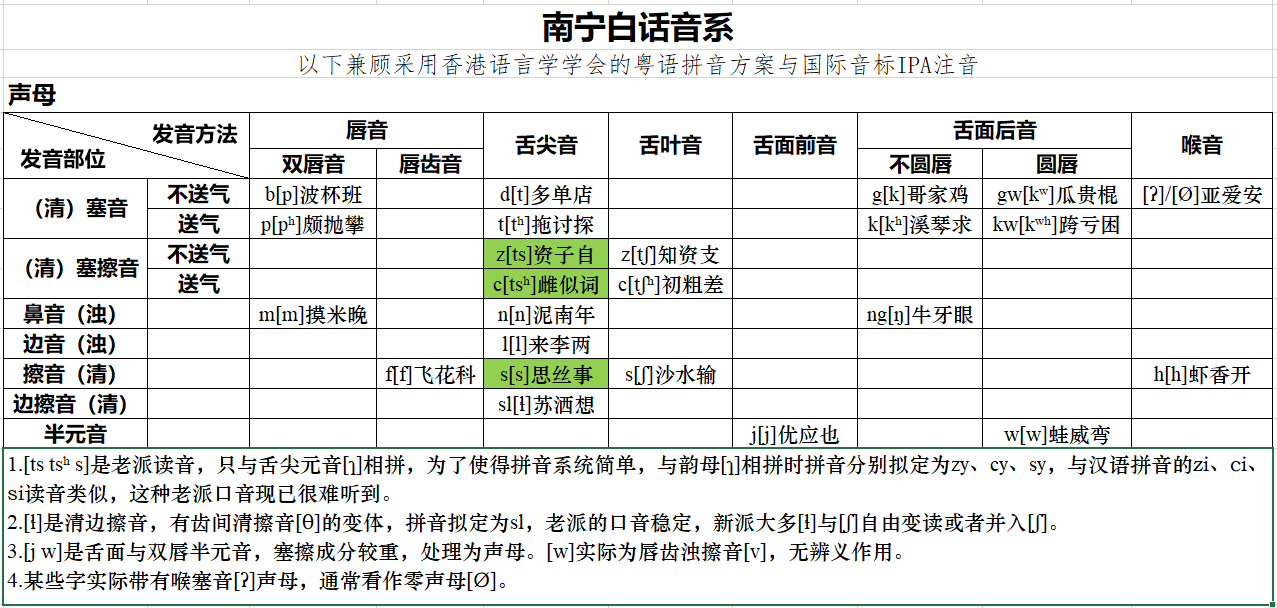 南宁白话音系
以下兼顾采用香港语言学学会的粤语拼音方案与国际音标IPA注音
声母
发音方法
发音部位
唇音 舌尖音 舌叶音 舌面前音 舌面后音 喉音
双唇音 唇齿音 不圆唇 圆唇
（清）塞音 不送气 b[p]波杯班 d[t]多单店 g[k]哥家鸡 gw[kʷ]瓜贵棍 [ʔ]/[Ø]亚爱安
送气 p[pʰ]颇抛攀 t[tʰ]拖讨探 k[kʰ]溪琴求 kw[kʷʰ]跨亏困
（清）塞擦音 不送气 z[ts]资子自 z[tʃ]知资支
送气 c[tsʰ]雌似词 c[tʃʰ]初粗差
鼻音（浊） m[m]摸米晚 n[n]泥南年 ng[ŋ]牛牙眼
边音（浊） l[l]来李两
擦音（清） f[f]飞花科 s[s]思丝事 s[ʃ]沙水输 h[h]虾香开
边擦音（清） sl[ɬ]苏洒想
半元音 j[j]优应也 w[w]蛙威弯
1.[ts tsʰ s]是老派读音，只与舌尖元音[ɿ]相拼，为了使得拼音系统简单，与韵母[ɿ]相拼时拼音分别拟定为zy、cy、sy，与汉语拼音的zi、ci、
si读音类似，这种老派口音现已很难听到。
2.[ɬ]是清边擦音，有齿间清擦音[θ]的变体，拼音拟定为sl，老派的口音稳定，新派大多[ɬ]与[ʃ]自由变读或者并入[ʃ]。
3.[j w]是舌面与双唇半元音，塞擦成分较重，处理为声母。[w]实际为唇齿浊擦音[v]，无辨义作用。
4.某些字实际带有喉塞音[ʔ]声母，通常看作零声母[Ø]。